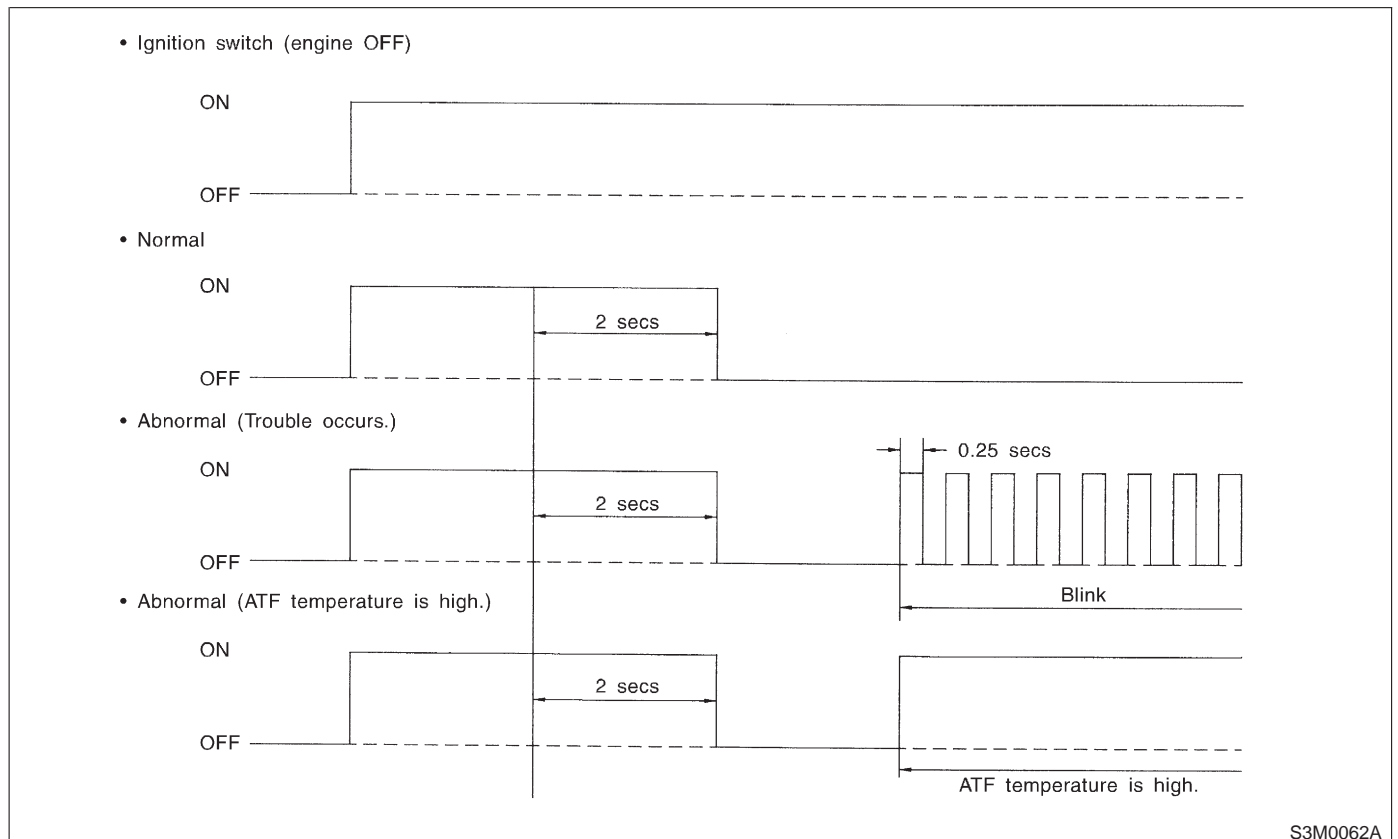 • Ignition switch (engine OFF)
ON
OFF
• Normal
ON
2 secs
OFF
• Abnormal (Trouble occurs.)
ON
0.25 secs
2 secs
OFF
Blink
• Abnormal (ATF temperature is high.)
ON
2 secs
OFF
ATF temperature is high.
S3M0062A